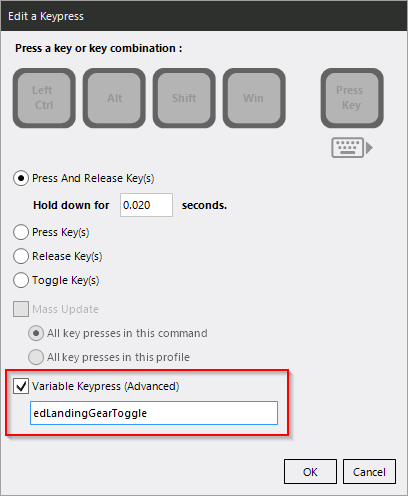 Edit a Keypress
Press a key or key combination :
Left Ctrl
Alt
Shift
Win
Press Key
Press And Release Key(s)
Hold down for 0.020 seconds.
Press Key(s)
Release Key(s)
Toggle Key(s)
Mass Update
All key presses in this command
All key presses in this profile
Variable Keypress (Advanced)
edLandingGearToggle
OK Cancel